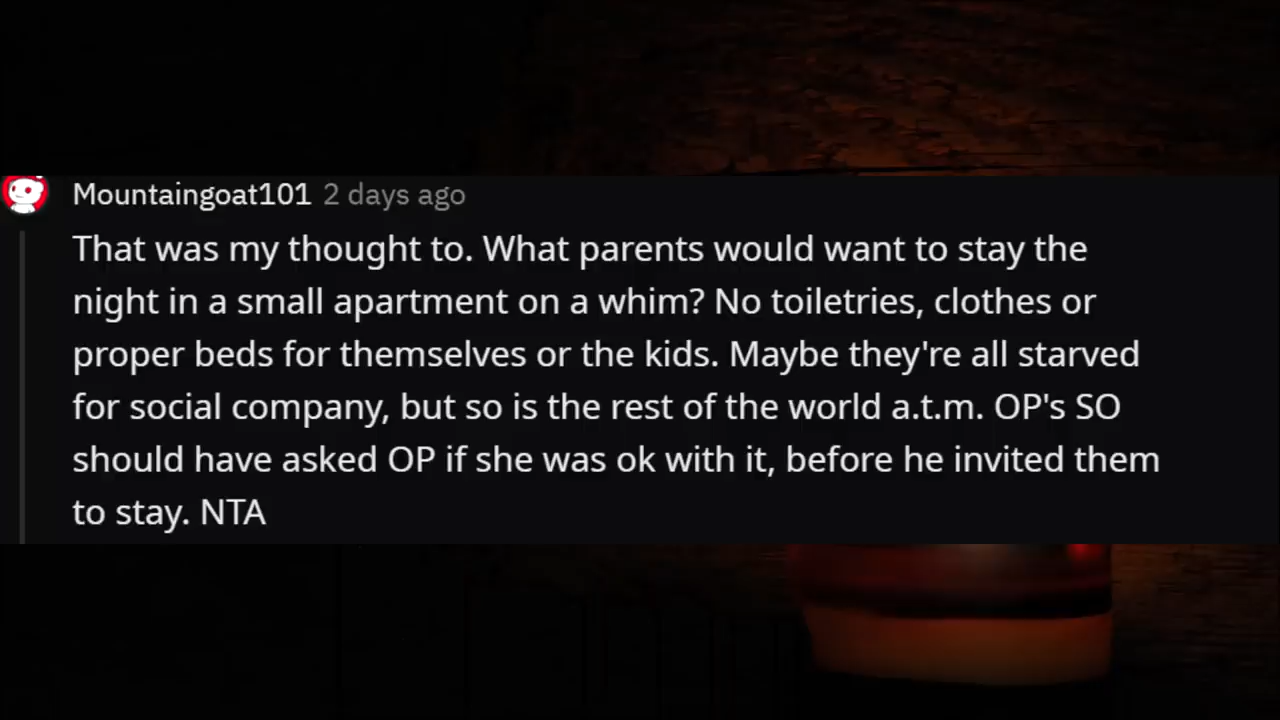 Mountaingoat101 2 days ago
That was my thought to. What parents would want to stay the
night in a small apartment on a whim? No toiletries, clothes or
proper beds for themselves or the kids. Maybe they're all starved
for social company, but so is the rest of the world a.t.m. OP's SO
should have asked OP if she was ok with it, before he invited them
to stay. NTA